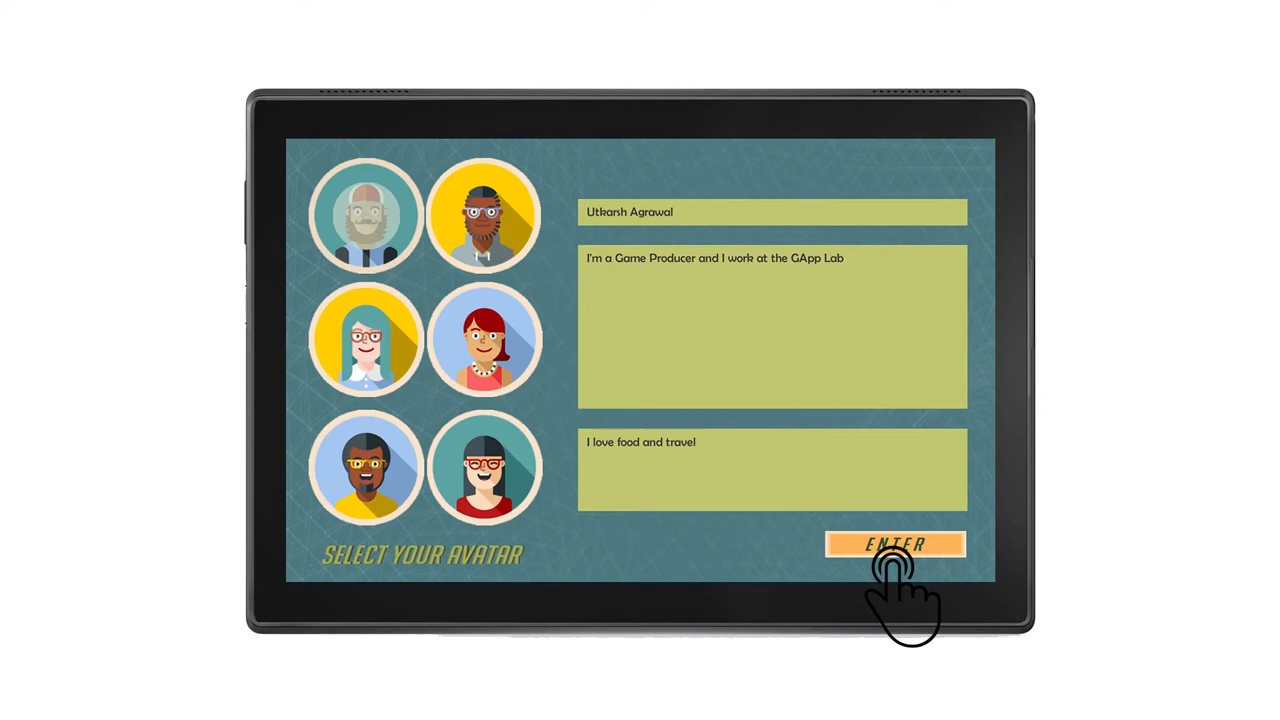 Utkarsh Agrawal
I'm a Game Producer and I work at the GApp Lab
I love food and travel
ENTER
SELECT YOUR AVATAR